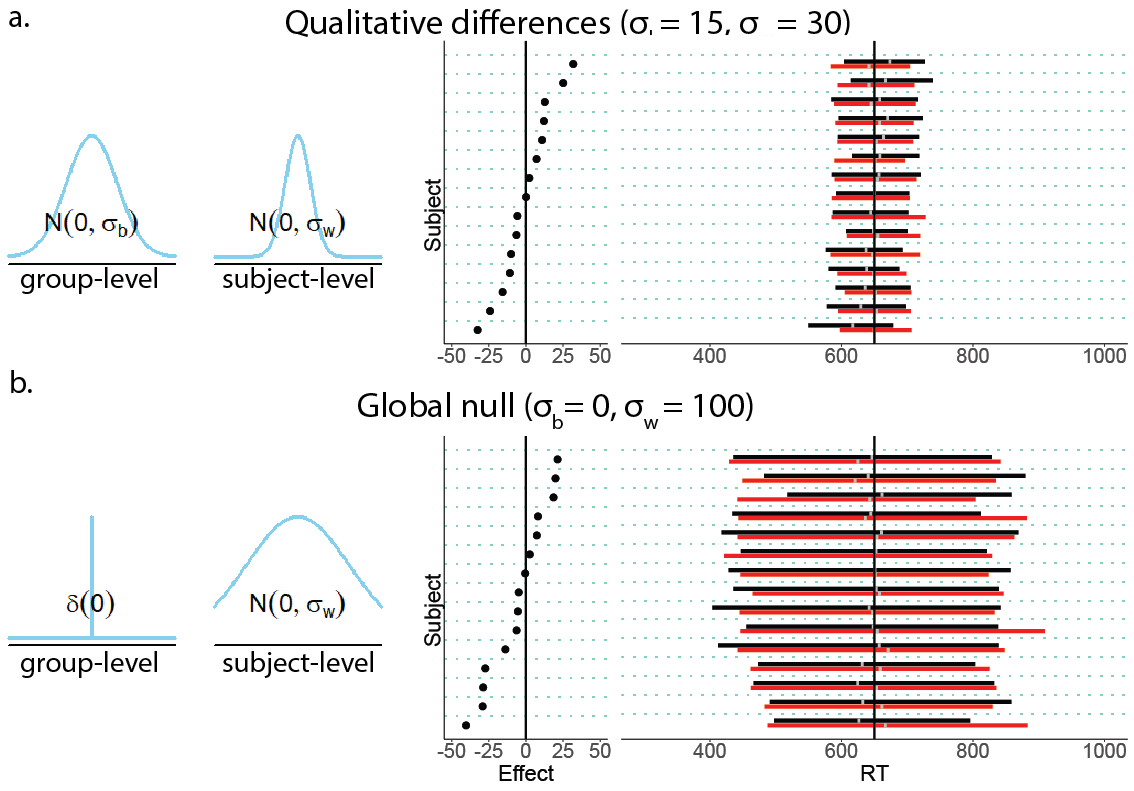 a.
Qualitative differences (σ = 15, σ = 30)
N(0, σb)
group-level
N(0, σw)
subject-level
Subject
-50 -25 0 25 50
400 600 800 1000
b.
Global null (σb = 0, σw = 100)
δ(0)
group-level
N(0, σw)
subject-level
Subject
-50 -25 0 25 50
Effect
400 600 800 1000
RT